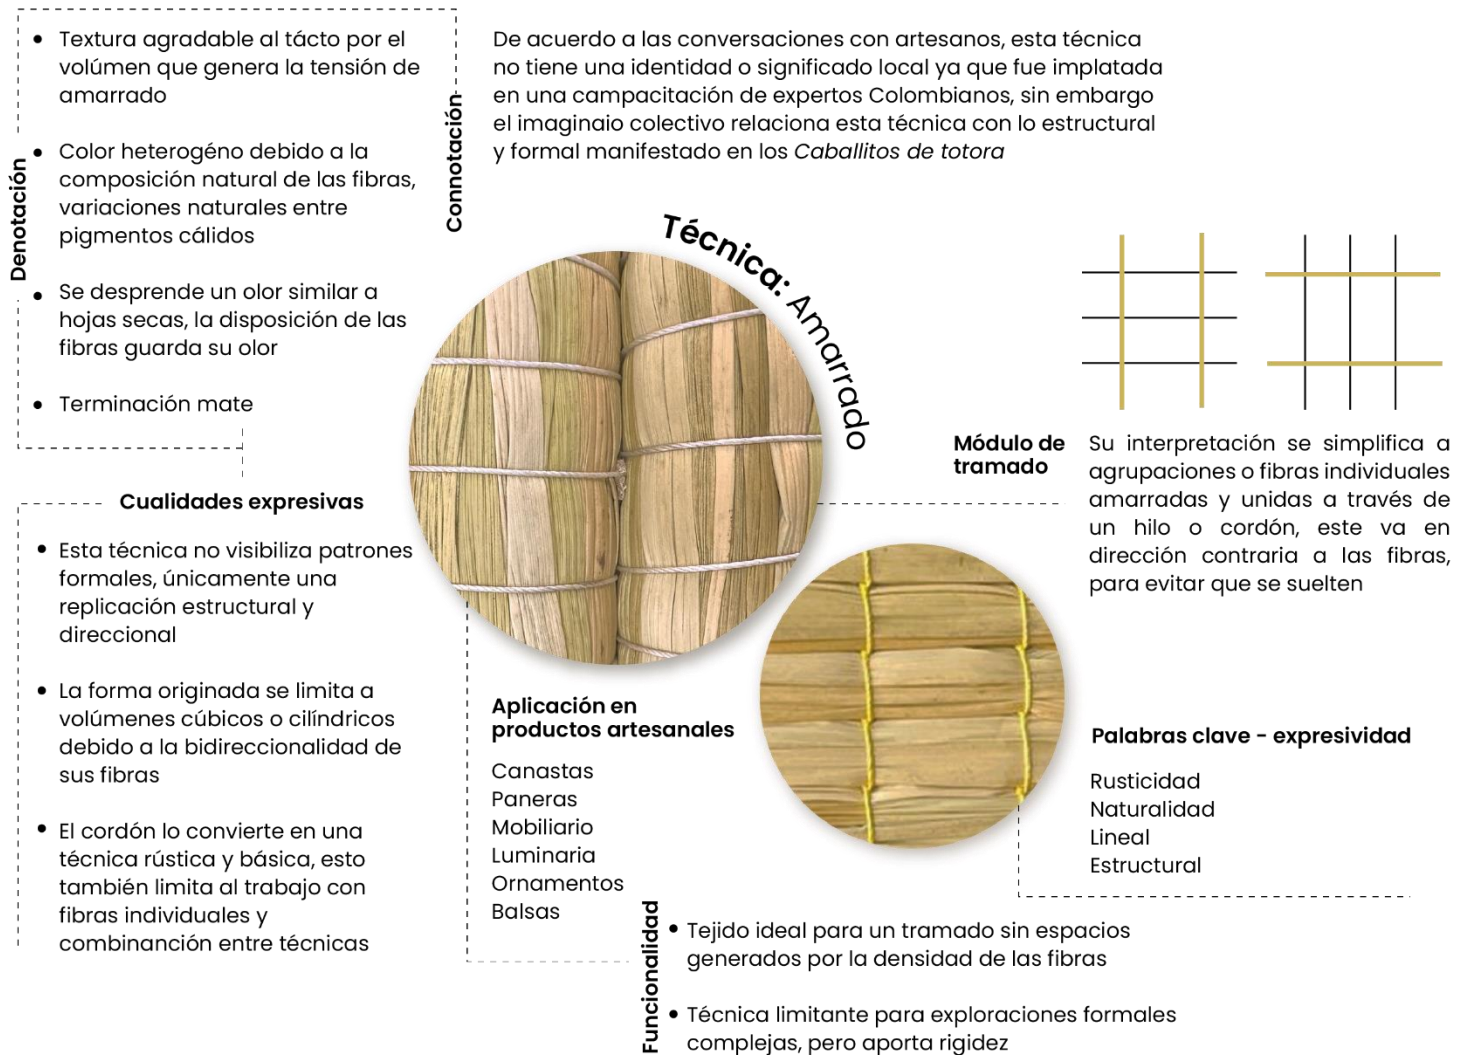 Denotación
• Textura agradable al tácto por el
volúmen que genera la tensión de
amarrado
• Color heterogéno debido a la
composición natural de las fibras,
variaciones naturales entre
pigmentos cálidos
• Se desprende un olor similar a
hojas secas, la disposición de las
fibras guarda su olor
• Terminación mate
Connotación
De acuerdo a las conversaciones con artesanos, esta técnica
no tiene una identidad o significado local ya que fue implatada
en una campacitación de expertos Colombianos, sin embargo
el imaginaio colectivo relaciona esta técnica con lo estructural
y formal manifestado en los Caballitos de totora
Técnica: Amarrado
Módulo de
tramado
Su interpretación se simplifica a
agrupaciones o fibras individuales
amarradas y unidas a través de
un hilo o cordón, este va en
dirección contraria a las fibras,
para evitar que se suelten
Cualidades expresivas
• Esta técnica no visibiliza patrones
formales, únicamente una
replicación estructural y
direccional
• La forma originada se limita a
volúmenes cúbicos o cilíndricos
debido a la bidireccionalidad de
sus fibras
• El cordón lo convierte en una
técnica rústica y básica, esto
también limita al trabajo con
fibras individuales y
combinanción entre técnicas
Aplicación en
productos artesanales
Canastas
Paneras
Mobiliario
Luminaria
Ornamentos
Balsas
Palabras clave - expresividad
Rusticidad
Naturalidad
Lineal
Estructural
Funcionalidad
• Tejido ideal para un tramado sin espacios
generados por la densidad de las fibras
• Técnica limitante para exploraciones formales
complejas, pero aporta rigidez